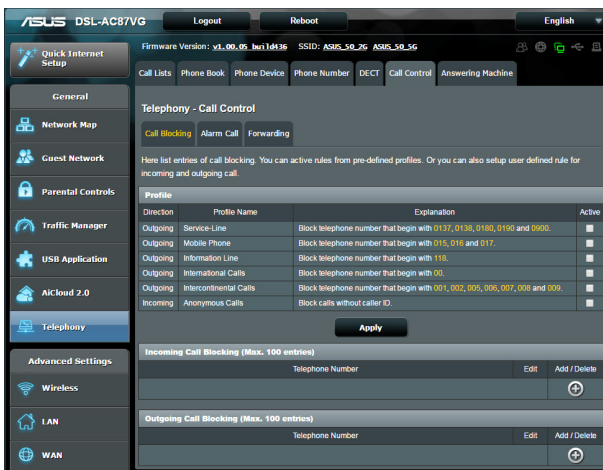 ASUS DSL-AC87VG Logout Reboot English
Quick Internet Setup
Firmware Version: v1.00.05_build436 SSID: ASUS_50_2G ASUS_50_5G
Call Lists Phone Book Phone Device Phone Number DECT Call Control Answering Machine
General
Network Map
Guest Network
Parental Controls
Traffic Manager
USB Application
AiCloud 2.0
Telephony
Advanced Settings
Wireless
LAN
WAN
Telephony - Call Control
Call Blocking Alarm Call Forwarding
Here list entries of call blocking. You can active rules from pre-defined profiles. Or you can also setup user defined rule for
incoming and outgoing call.
Profile
Direction Profile Name Explanation Active
Outgoing Service-Line Block telephone number that begin with 0137, 0138, 0180, 0190 and 0900.
Outgoing Mobile Phone Block telephone number that begin with 015, 016 and 017.
Outgoing Information Line Block telephone number that begin with 118.
Outgoing International Calls Block telephone number that begin with 00.
Outgoing Intercontinental Calls Block telephone number that begin with 001, 002, 005, 006, 007, 008 and 009.
Incoming Anonymous Calls Block calls without caller ID.
Apply
Incoming Call Blocking (Max. 100 entries)
Telephone Number Edit Add / Delete
Outgoing Call Blocking (Max. 100 entries)
Telephone Number Edit Add / Delete